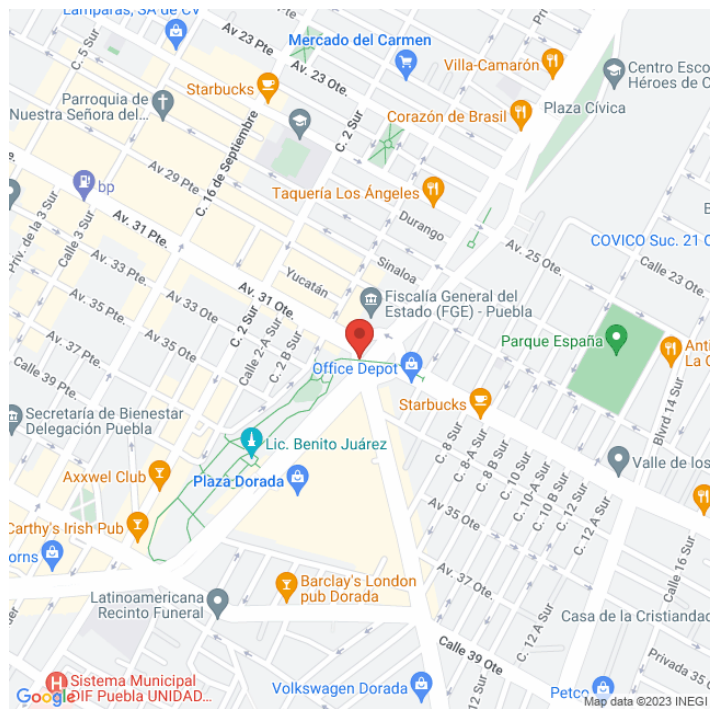 Lámparas, SA de CV
Av 23 Pte.
Priv
C. 5 Sur
Mercado del Carmen
Villa-Camarón
Centro Esco
Héroes de C
Av. 23 Ote.
Starbucks
Parroquia de
Nuestra Señora del...
C. 16 de Septiembre
C. 2 Sur
Corazón de Brasil
Plaza Cívica
Av 29 Pte.
bp
Taquería Los Ángeles
Durango
Priv. de la 3 Sur
Calle 3 Sur
Av. 31 Pte.
Av. 25 Ote.
COVICO Suc. 21 O
Calle 23 Ote.
Sinaloa
Yucatán
Av. 33 Pte.
Av. 31 Ote.
Fiscalía General del
Estado (FGE) - Puebla
Av 35 Pte.
Av 33 Ote
C. 2 Sur
Av. 37 Pte.
Av 35 Ote.
Calle 2-A Sur
C. 2 B Sur
Calle 39 Pte.
Parque España
Anti
La C
Office Depot
Starbucks
Blvrd 14 Sur
Secretaría de Bienestar
Delegación Puebla
Lic. Benito Juárez
C. 8 Sur
C. 8-A Sur
C. 8 B Sur
C. 10 Sur
C. 10-A Sur
C. 10 B Sur
C. 12 Sur
C. 12 A Sur
Valle de los
Axxwel Club
Plaza Dorada
Carthy's Irish Pub
Av 35 Ote.
orns
Calle 16 Sur
Av. 37 Ote.
Barclay's London
pub Dorada
Latinoamericana
Recinto Funeral
C. 12 A Sur
Casa de la Cristiandad
Calle 39 Ote
Privada 35 O
Sistema Municipal
DIF Puebla UNIDAD...
Volkswagen Dorada
Petco
Google
Map data ©2023 INEGI